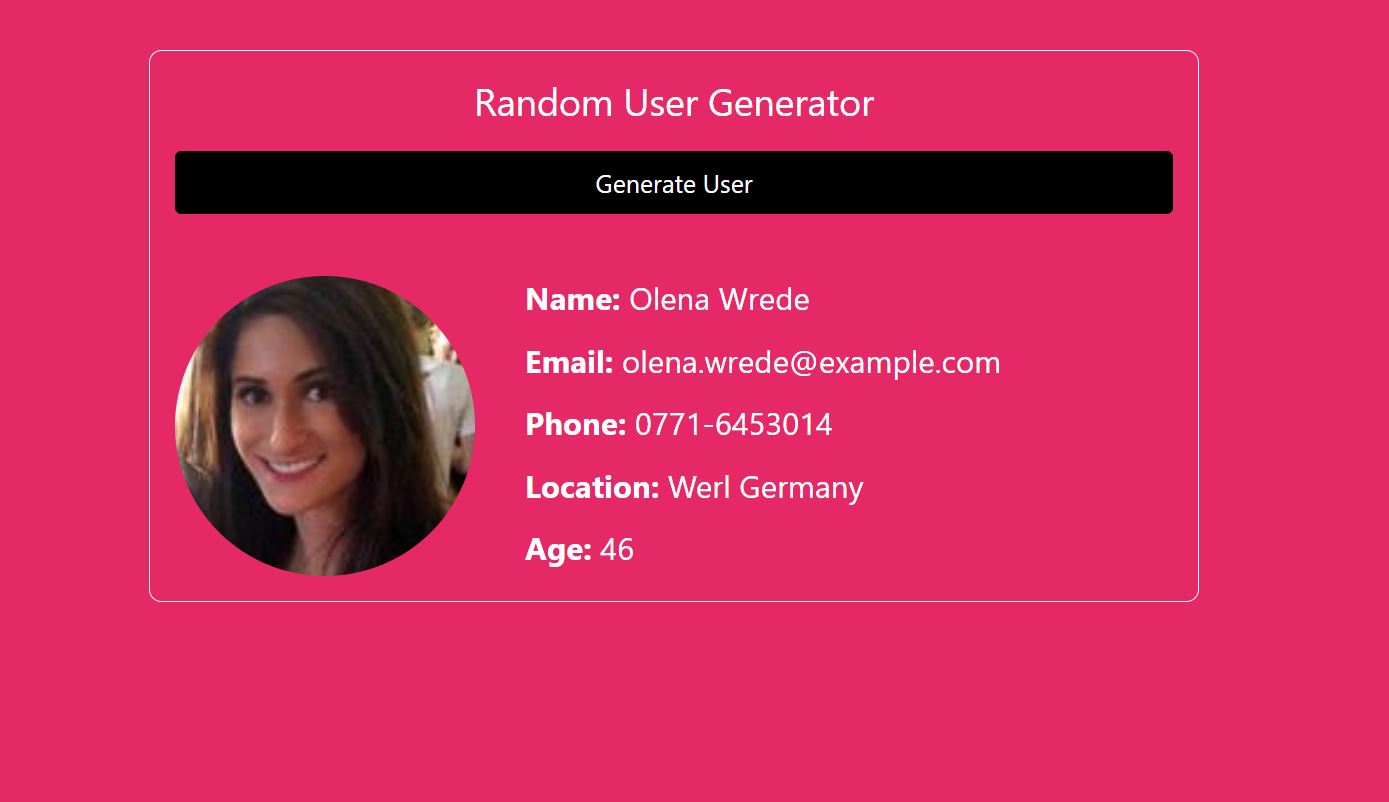 Random User Generator
Generate User
Name: Olena Wrede
Email: olena.wrede@example.com
Phone: 0771-6453014
Location: Werl Germany
Age: 46